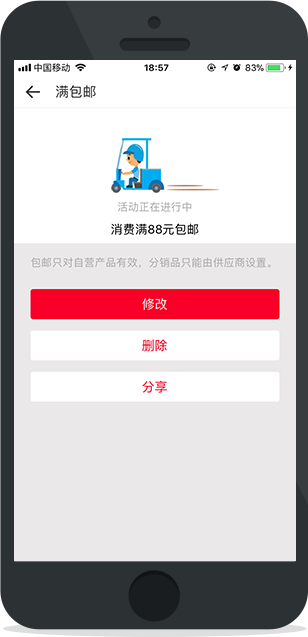 中国移动 18:57 83%
满包邮
活动正在进行中
消费满88元包邮
包邮只对自营产品有效，分销品只能由供应商设置。
修改
删除
分享